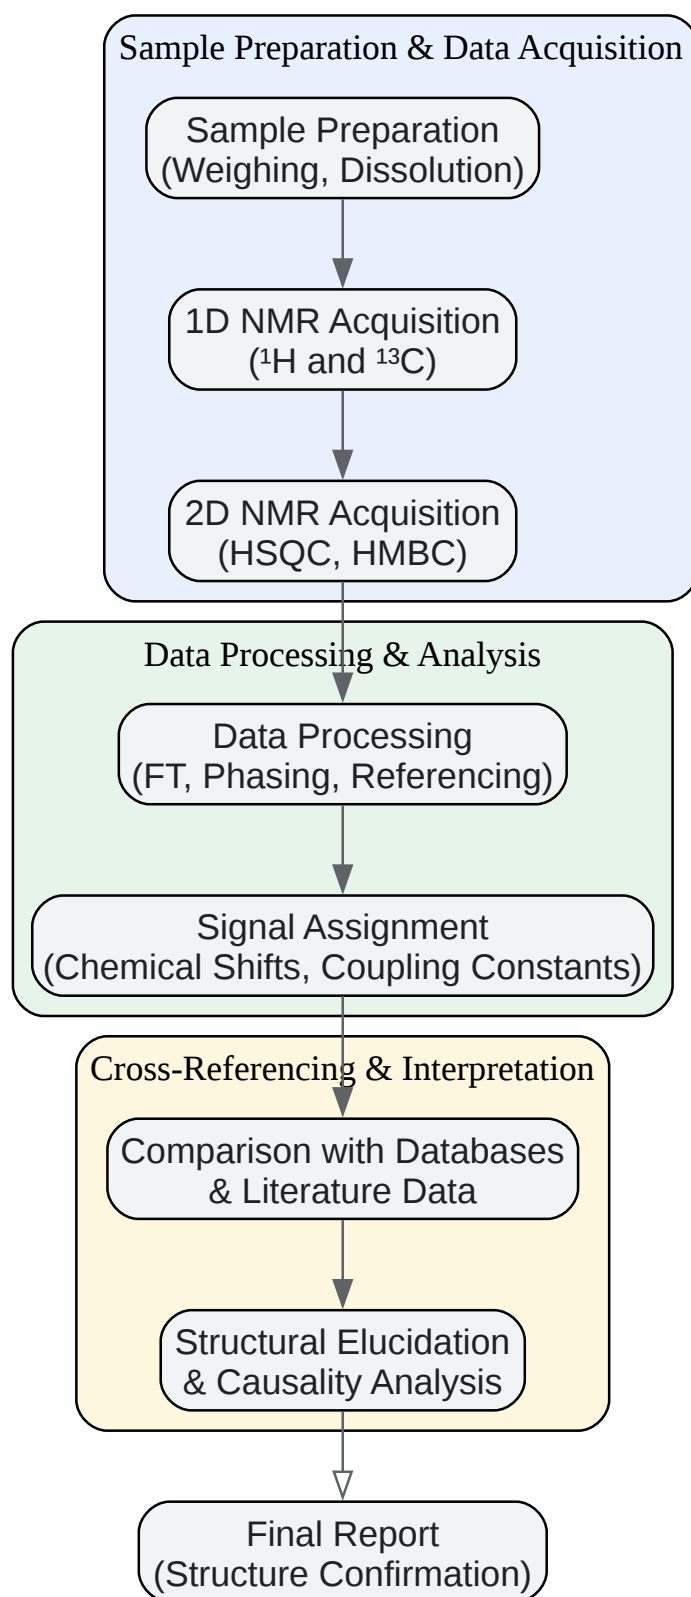 Sample Preparation & Data Acquisition
Sample Preparation
(Weighing, Dissolution)
1D NMR Acquisition
(¹H and ¹³C)
2D NMR Acquisition
(HSQC, HMBC)
Data Processing & Analysis
Data Processing
(FT, Phasing, Referencing)
Signal Assignment
(Chemical Shifts, Coupling Constants)
Cross-Referencing & Interpretation
Comparison with Databases
& Literature Data
Structural Elucidation
& Causality Analysis
Final Report
(Structure Confirmation)